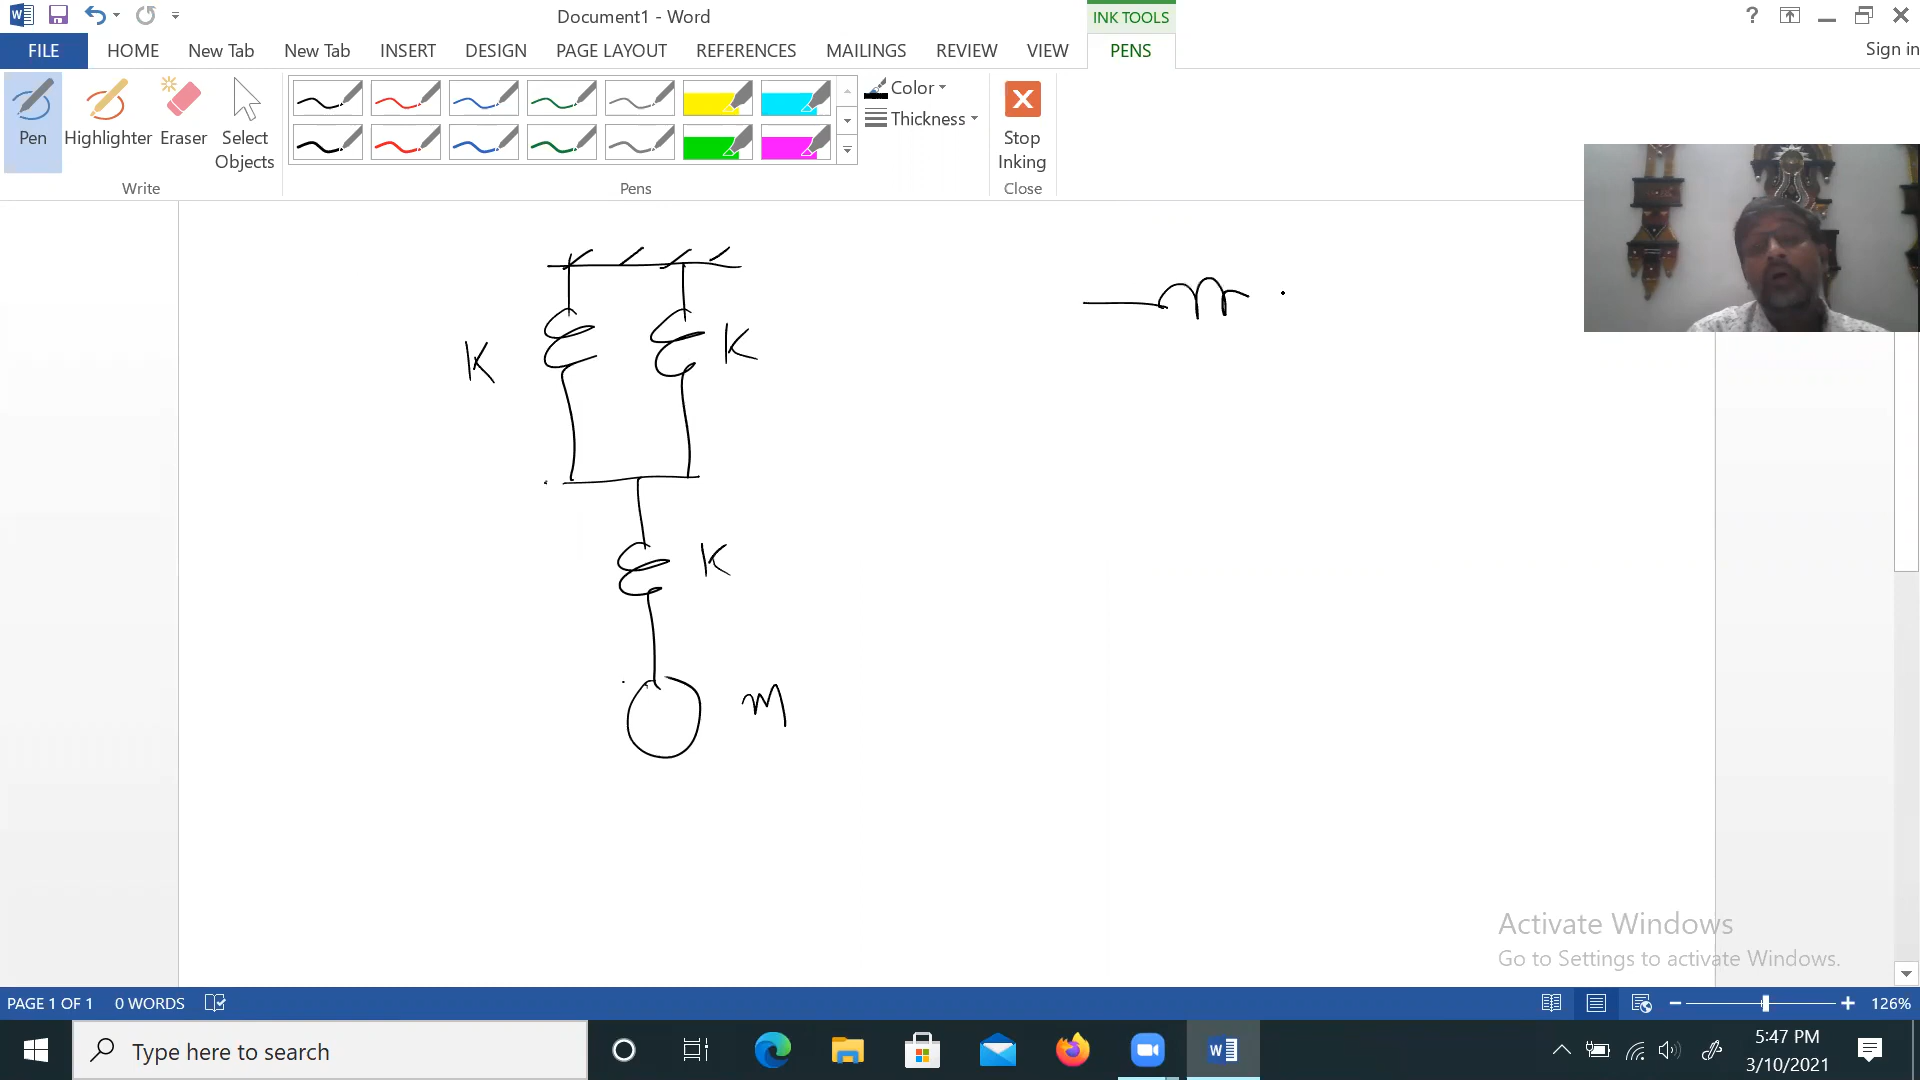 Document1 - Word
INK TOOLS
?
FILE HOME New Tab New Tab INSERT DESIGN PAGE LAYOUT REFERENCES MAILINGS REVIEW VIEW PENS Sign in
Pen Highlighter Eraser Select Objects
Color
Thickness
Stop Inking
Write Pens Close
K K
K
M
Activate Windows
Go to Settings to activate Windows.
PAGE 1 OF 1 0 WORDS 126%
Type here to search
5:47 PM
3/10/2021